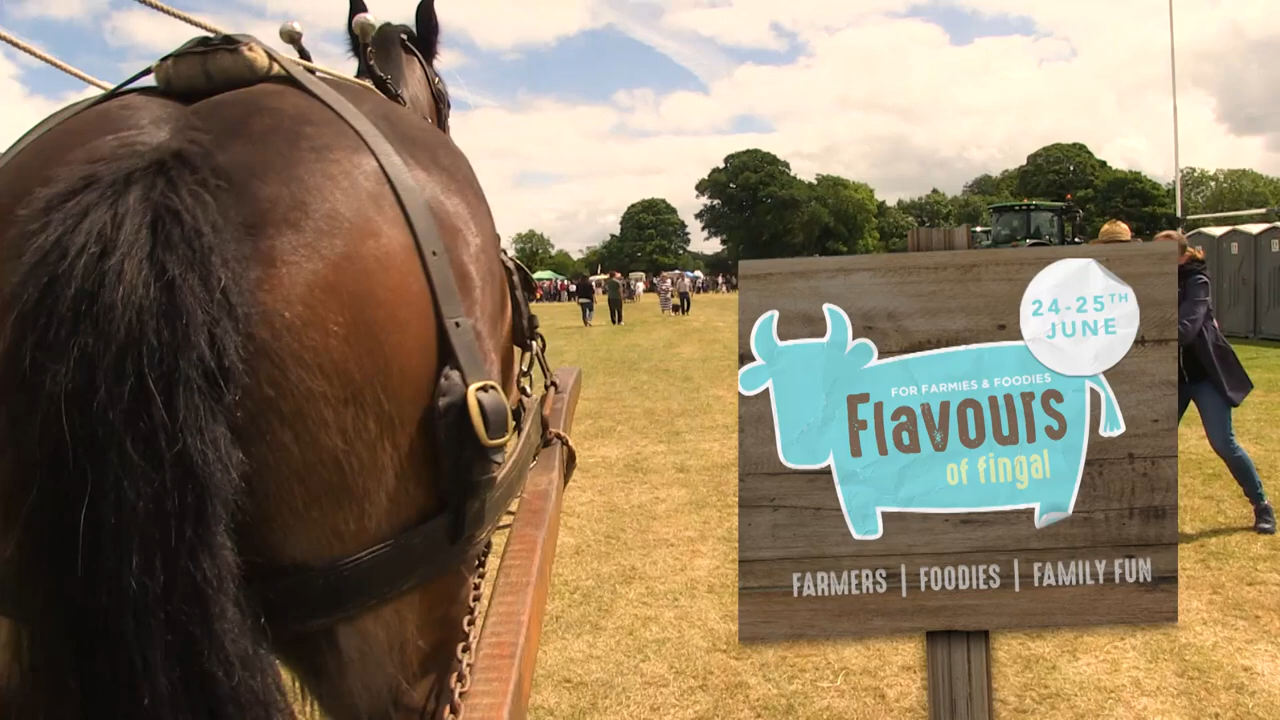 24-25TH
JUNE
FOR FARMIES & FOODIES
Flavours
of fingal
FARMERS | FOODIES | FAMILY FUN